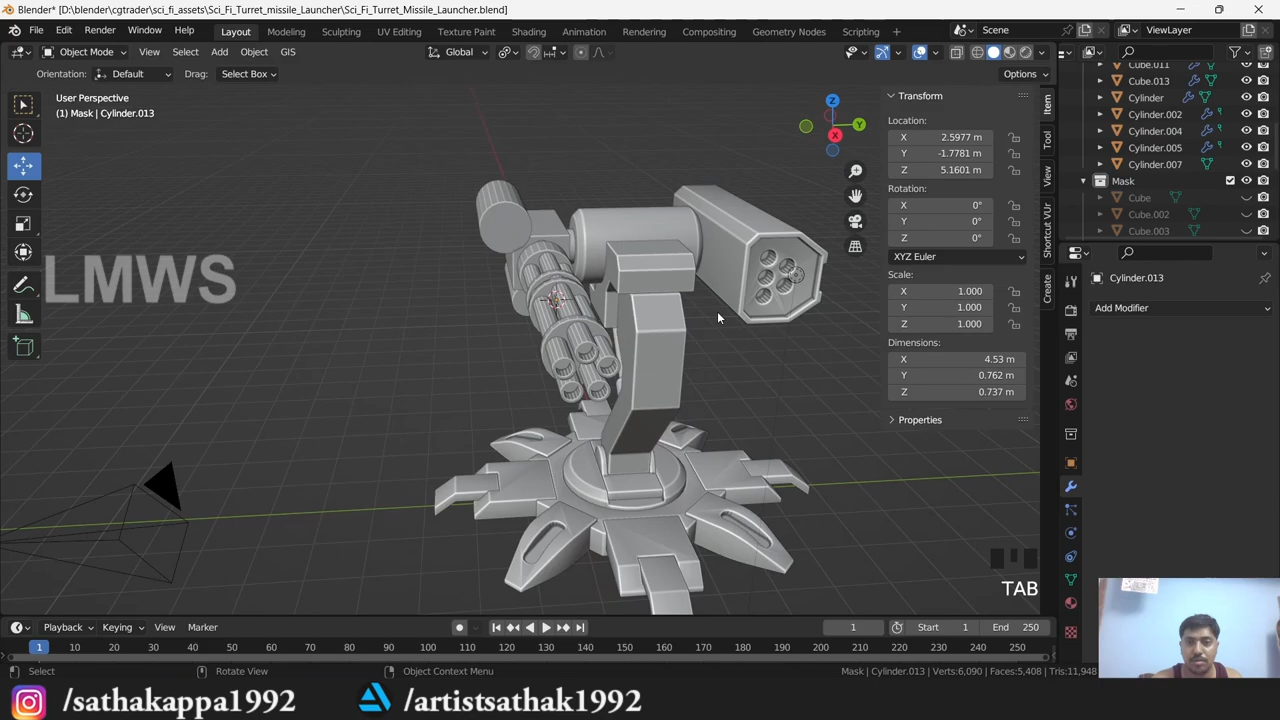 Blender* [D:\blender\cgtrader\sci_fi_assets\Sci_Fi_Turret_missile_Launcher\Sci_Fi_Turret_Missile_Launcher.blend]
File Edit Render Window Help Layout Modeling Sculpting UV Editing Texture Paint Shading Animation Rendering Compositing Geometry Nodes Scripting Scene ViewLayer
Object Mode View Select Add Object GIS Global
Orientation: Default Drag: Select Box Options
User Perspective
(1) Mask | Cylinder.013
LMWS
Z
Y
X
Transform
Location:
X 2.5977 m
Y -1.7781 m
Z 5.1601 m
Rotation:
X 0°
Y 0°
Z 0°
XYZ Euler
Scale:
X 1.000
Y 1.000
Z 1.000
Dimensions:
X 4.53 m
Y 0.762 m
Z 0.737 m
Properties
Item
Tool
View
Shortcut VUr
Create
Cube.011
Cube.013
Cylinder
Cylinder.002
Cylinder.004
Cylinder.005
Cylinder.007
Mask
Cube
Cube.002
Cube.003
Cylinder.013
Add Modifier
TAB
Playback Keying View Marker 1 Start 1 End 250
1 10 20 30 40 50 60 70 80 90 100 110 120 130 140 150 160 170 180 190 200 210 220 230 240 250
Select Rotate View Object Context Menu Mask | Cylinder.013 | Verts:6,090 | Faces:5,408 | Tris:11,948
/sathakappa1992 /artistsathak1992